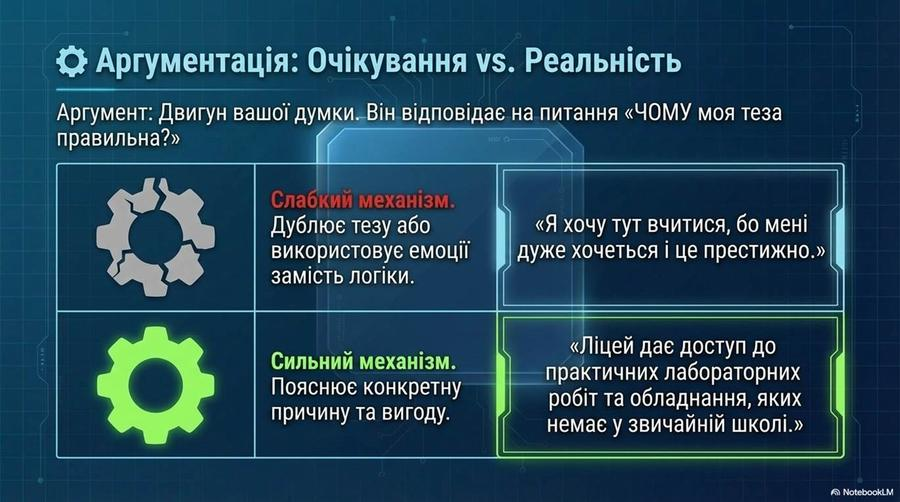 Аргументація: Очікування vs. Реальність
Аргумент: Двигун вашої думки. Він відповідає на питання «ЧОМУ моя теза
правильна?»
Слабкий механізм.
Дублює тезу або
використовує емоції
замість логіки.
«Я хочу тут вчитися, бо мені
дуже хочеться і це престижно.»
Сильний механізм.
Пояснює конкретну
причину та вигоду.
«Ліцей дає доступ до
практичних лабораторних
робіт та обладнання, яких
немає у звичайній школі.»
NotebookLM